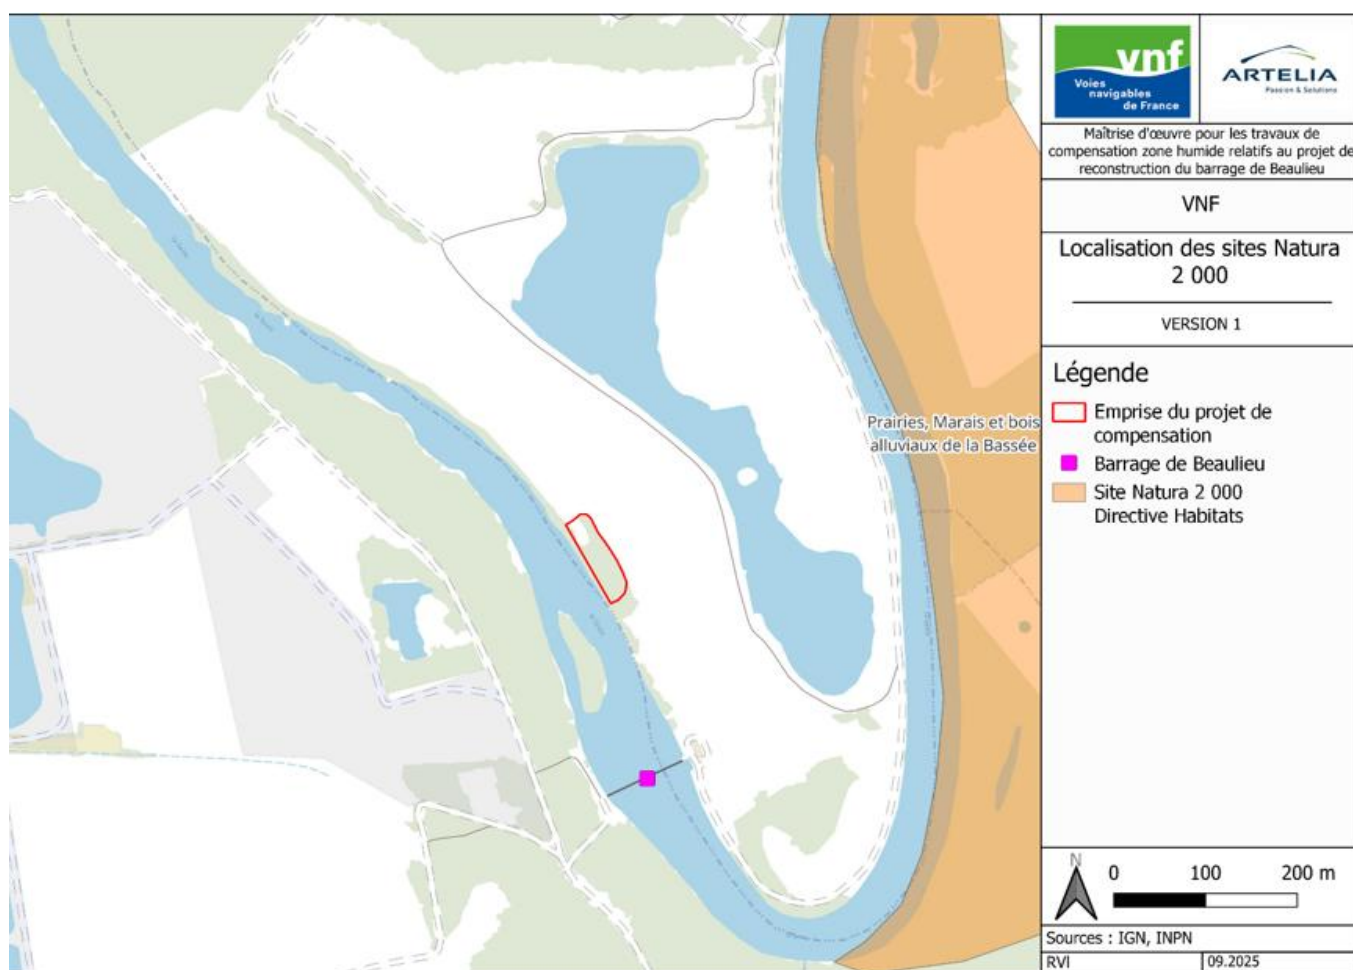 vnf
Voies
navigables
de France
ARTELIA
Passion & Solutions
Maîtrise d'œuvre pour les travaux de
compensation zone humide relatifs au projet de
reconstruction du barrage de Beaulieu
VNF
Localisation des sites Natura
2 000
VERSION 1
Légende
Emprise du projet de
compensation
Barrage de Beaulieu
Site Natura 2 000
Directive Habitats
Prairies, Marais et bois
alluviaux de la Bassée
N
0 100 200 m
Sources : IGN, INPN
RVI 09.2025